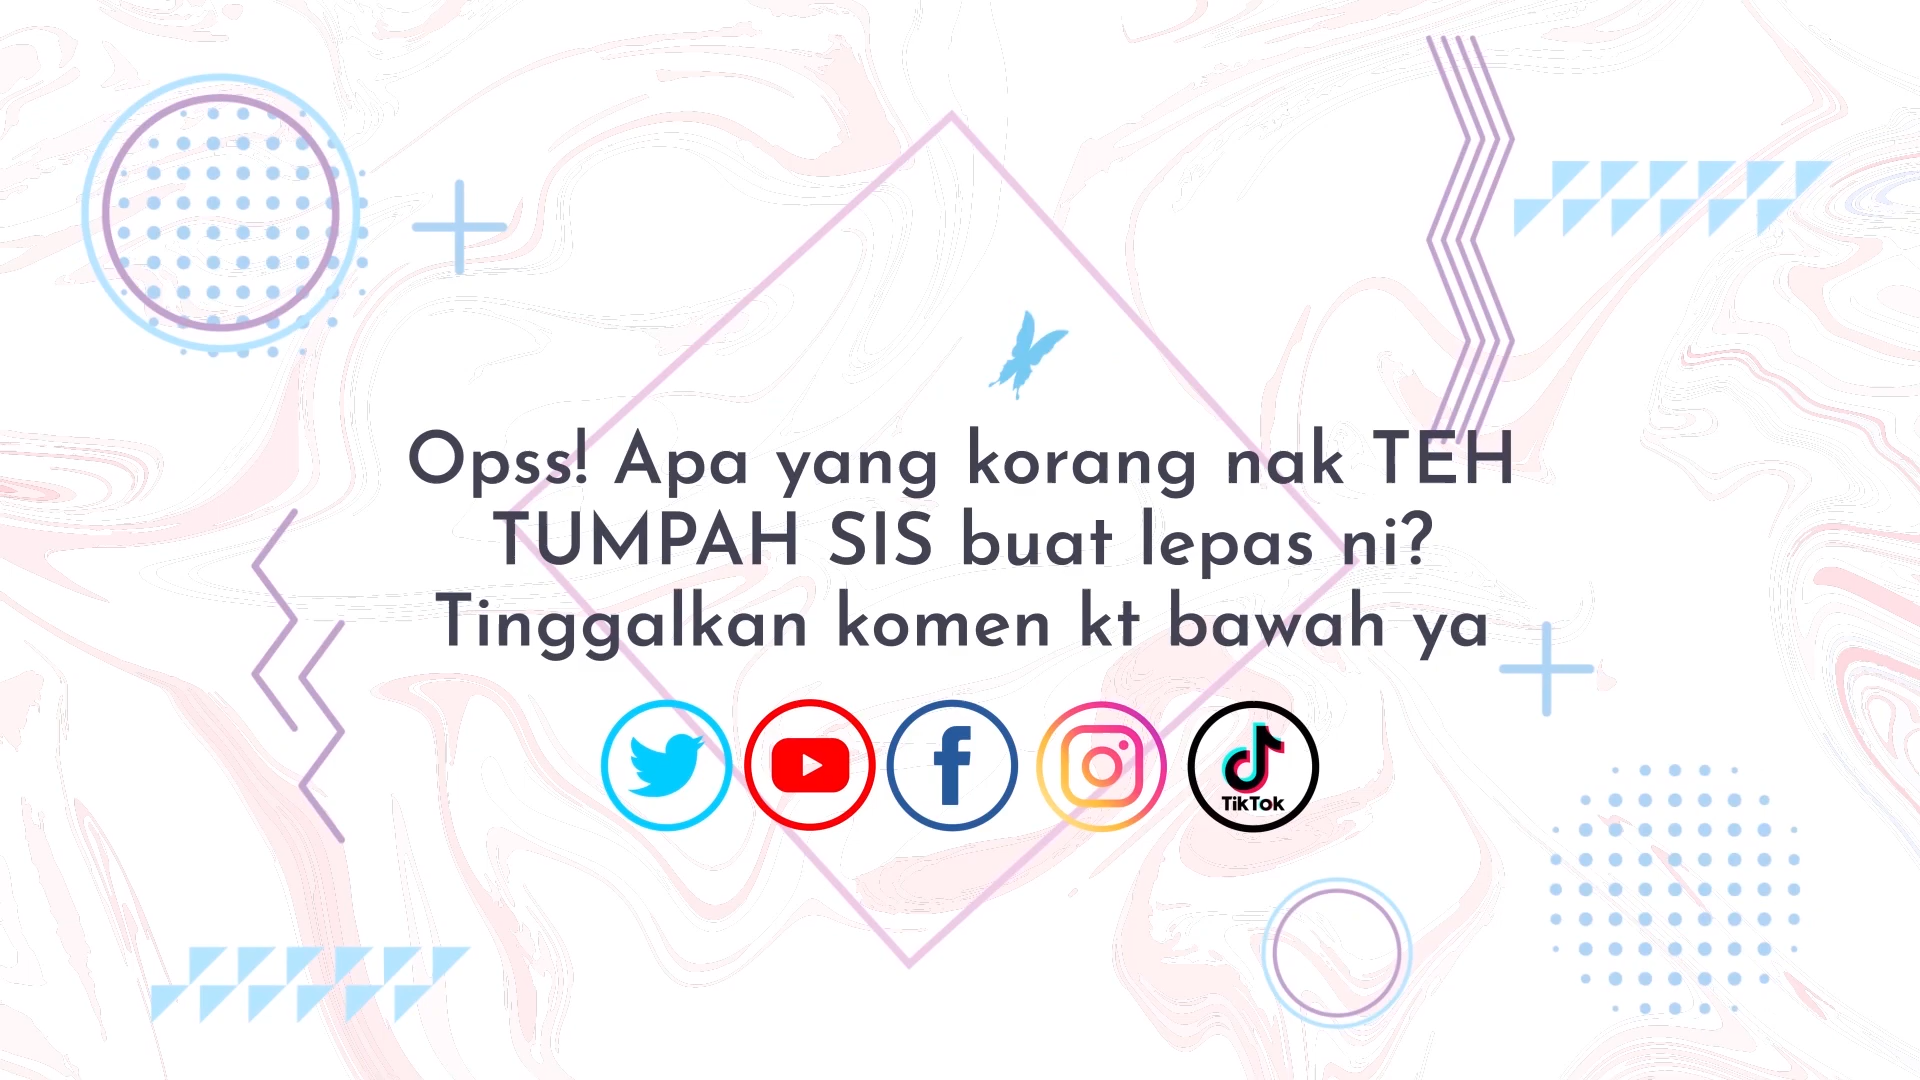 Opss! Apa yang korang nak TEH
TUMPAH SIS buat lepas ni?
Tinggalkan komen kt bawah ya
TikTok